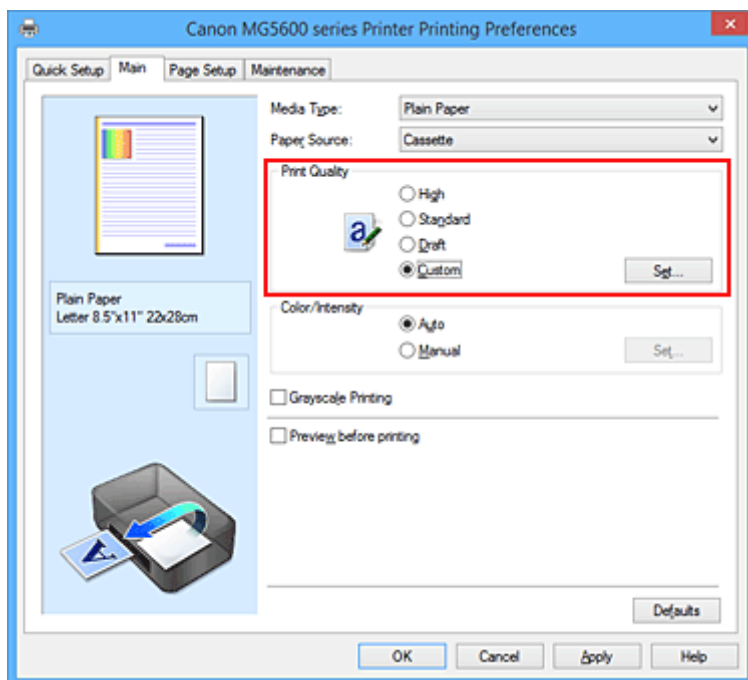 Canon MG5600 series Printer Printing Preferences
Quick Setup Main Page Setup Maintenance
Media Type: Plain Paper
Paper Source: Cassette
Print Quality
High
Standard
Draft
Custom Set...
Plain Paper
Letter 8.5"x11" 22x28cm
Color/Intensity
Auto
Manual Set...
Grayscale Printing
Preview before printing
Defaults
OK Cancel Apply Help